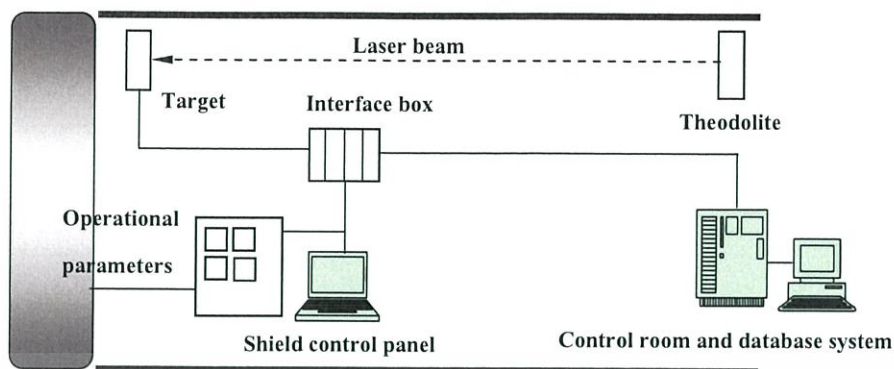 Laser beam
Target
Interface box
Theodolite
Operational
parameters
Shield control panel
Control room and database system